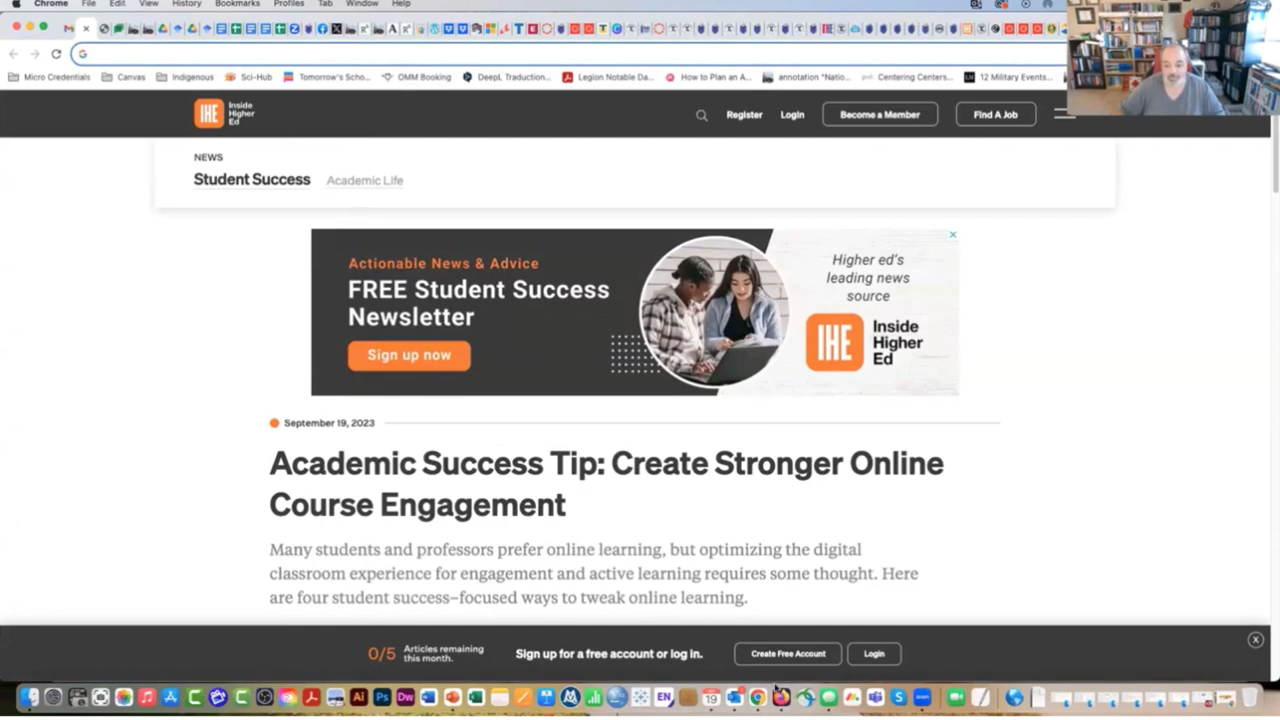 Chrome File Edit View History Bookmarks Profiles Tab Window Help
Micro Credentials Canvas Indigenous Sci-Hub Tomorrow's Scho... OMM Booking DeepL Traduction... Legion Notable Da... How to Plan an A... annotation "Natio... Centering Centers... 12 Military Events...
IHE Inside
Higher
Ed
Register Login Become a Member Find A Job
NEWS
Student Success Academic Life
Actionable News & Advice
FREE Student Success
Newsletter
Sign up now
Higher ed's
leading news
source
IHE Inside
Higher
Ed
September 19, 2023
Academic Success Tip: Create Stronger Online
Course Engagement
Many students and professors prefer online learning, but optimizing the digital
classroom experience for engagement and active learning requires some thought. Here
are four student success–focused ways to tweak online learning.
0/5 Articles remaining
this month.
Sign up for a free account or log in.
Create Free Account Login
Ai Ps Dw EN 19